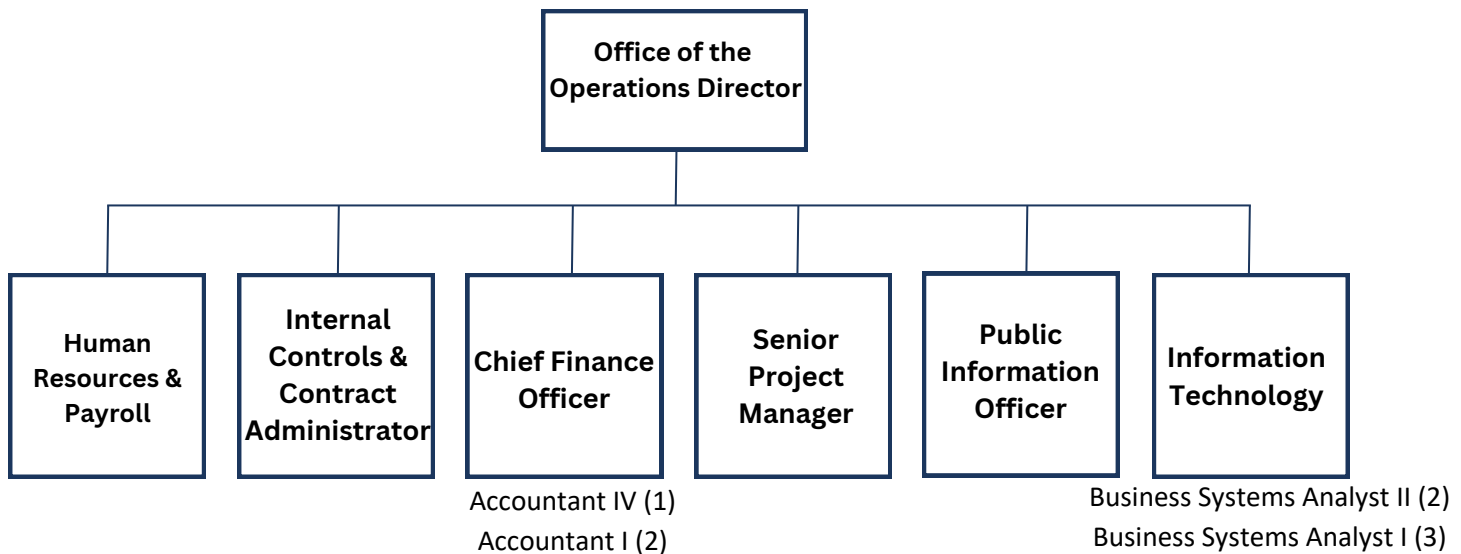 Office of the
Operations Director
Human
Resources &
Payroll
Internal
Controls &
Contract
Administrator
Chief Finance
Officer
Senior
Project
Manager
Public
Information
Officer
Information
Technology
Accountant IV (1)
Accountant I (2)
Business Systems Analyst II (2)
Business Systems Analyst I (3)